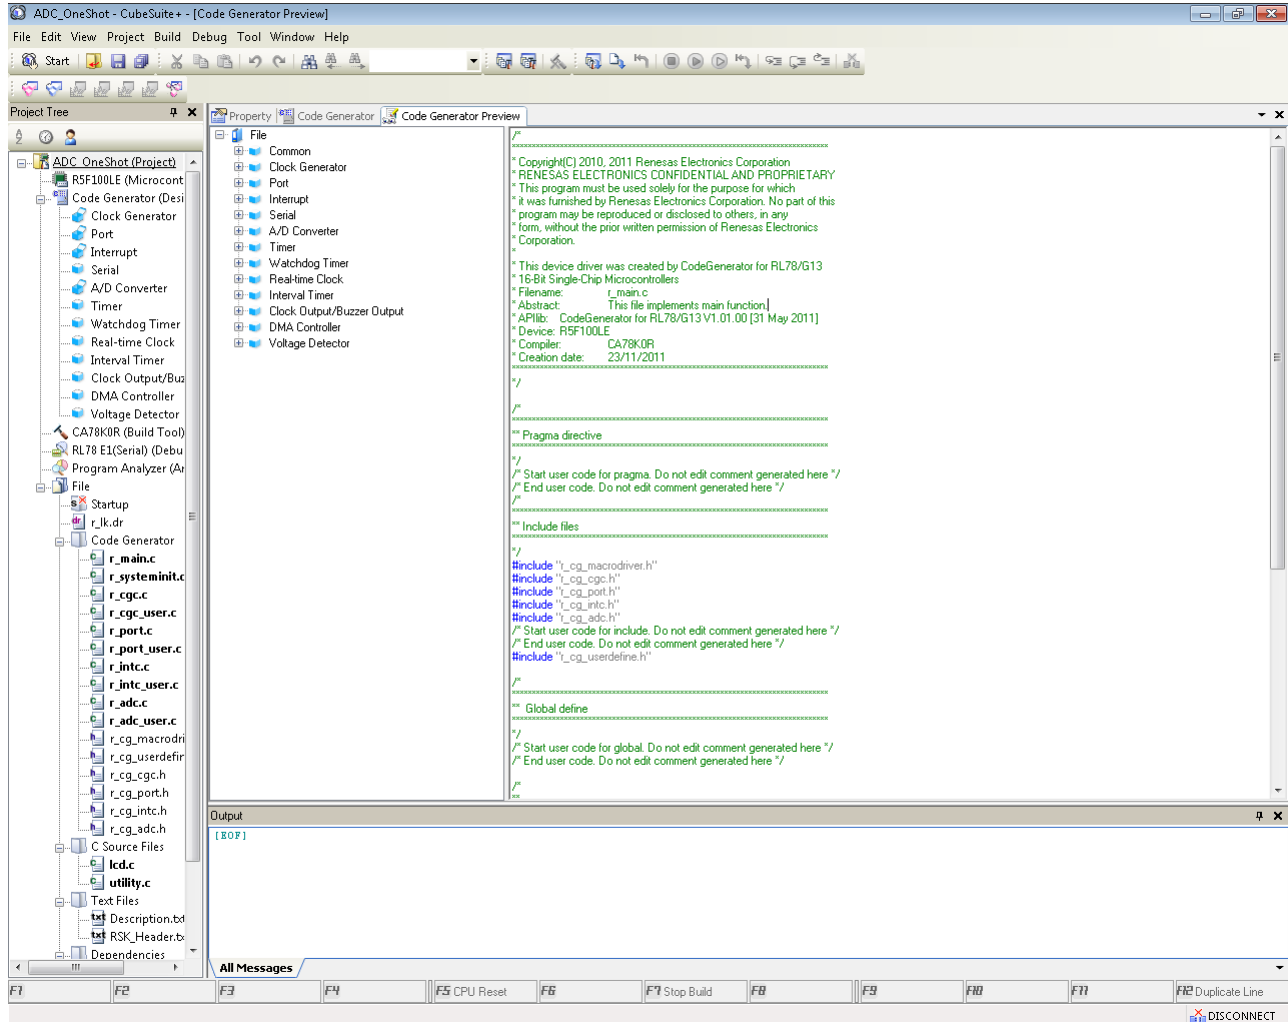 ADC_OneShot - CubeSuite+ - [Code Generator Preview]
File Edit View Project Build Debug Tool Window Help
Start
Project Tree
ADC_OneShot (Project)
R5F100LE (Microcont
Code Generator (Desi
Clock Generator
Port
Interrupt
Serial
A/D Converter
Timer
Watchdog Timer
Real-time Clock
Interval Timer
Clock Output/Buz
DMA Controller
Voltage Detector
CA78K0R (Build Tool)
RL78 E1(Serial) (Debu
Program Analyzer (An
File
Startup
r_lk.dr
Code Generator
r_main.c
r_systeminit.c
r_cgc.c
r_cgc_user.c
r_port.c
r_port_user.c
r_intc.c
r_intc_user.c
r_adc.c
r_adc_user.c
r_cg_macrodri
r_cg_userdefin
r_cg_cgc.h
r_cg_port.h
r_cg_intc.h
r_cg_adc.h
C Source Files
lcd.c
utility.c
Text Files
txt Description.txt
txt RSK_Header.tx
Dependencies
Property Code Generator Code Generator Preview
File
Common
Clock Generator
Port
Interrupt
Serial
A/D Converter
Timer
Watchdog Timer
Real-time Clock
Interval Timer
Clock Output/Buzzer Output
DMA Controller
Voltage Detector
/*
* Copyright(C) 2010, 2011 Renesas Electronics Corporation
* RENESAS ELECTRONICS CONFIDENTIAL AND PROPRIETARY
* This program must be used solely for the purpose for which
* it was furnished by Renesas Electronics Corporation. No part of this
* program may be reproduced or disclosed to others, in any
* form, without the prior written permission of Renesas Electronics
* Corporation.
*
* This device driver was created by CodeGenerator for RL78/G13
* 16-Bit Single-Chip Microcontrollers
* Filename: r_main.c
* Abstract: This file implements main function.
* APIlib: CodeGenerator for RL78/G13 V1.01.00 [31 May 2011]
* Device: R5F100LE
* Compiler: CA78K0R
* Creation date: 23/11/2011
*/
/*
** Pragma directive
*/
/* Start user code for pragma. Do not edit comment generated here */
/* End user code. Do not edit comment generated here */
/*
** Include files
*/
#include "r_cg_macrodriver.h"
#include "r_cg_cgc.h"
#include "r_cg_port.h"
#include "r_cg_intc.h"
#include "r_cg_adc.h"
/* Start user code for include. Do not edit comment generated here */
/* End user code. Do not edit comment generated here */
#include "r_cg_userdefine.h"
/*
** Global define
*/
/* Start user code for global. Do not edit comment generated here */
/* End user code. Do not edit comment generated here */
/*
**
Output
[EOF]
All Messages
F1 F2 F3 F4 F5 CPU Reset F6 F7 Stop Build F8 F9 F10 F11 F12 Duplicate Line
DISCONNECT